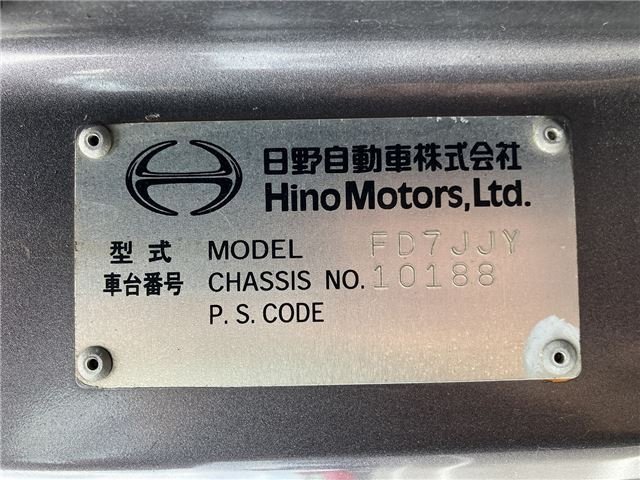 日野自動車株式会社
Hino Motors, Ltd.
型式 MODEL FD7JJY
車台番号 CHASSIS NO. 10188
P. S. CODE